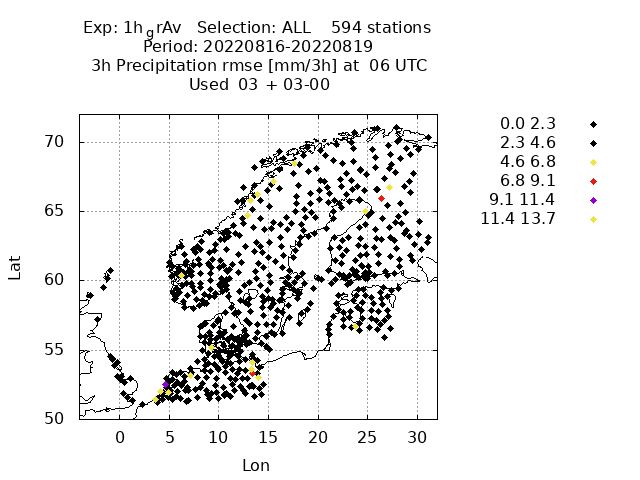 Exp: 1hgrAv Selection: ALL 594 stations
Period: 20220816-20220819
3h Precipitation rmse [mm/3h] at 06 UTC
Used 03 + 03-00
70
65
60
55
50
0 5 10 15 20 25 30
Lat
Lon
0.0 2.3
2.3 4.6
4.6 6.8
6.8 9.1
9.1 11.4
11.4 13.7